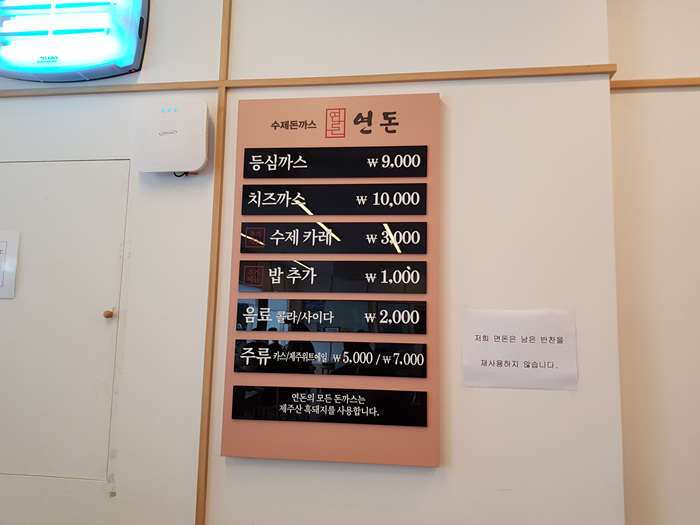 수제돈까스 연돈 연돈
등심까스 ₩ 9,000
치즈까스 ₩ 10,000
수제 카레 ₩ 3,000
밥 추가 ₩ 1,000
음료 콜라/사이다 ₩ 2,000
주류 카스/제주위트에일 ₩ 5,000 / ₩ 7,000
연돈의 모든 돈까스는
제주산 흑돼지를 사용합니다.
저희 연돈은 남은 반찬을
재사용하지 않습니다.